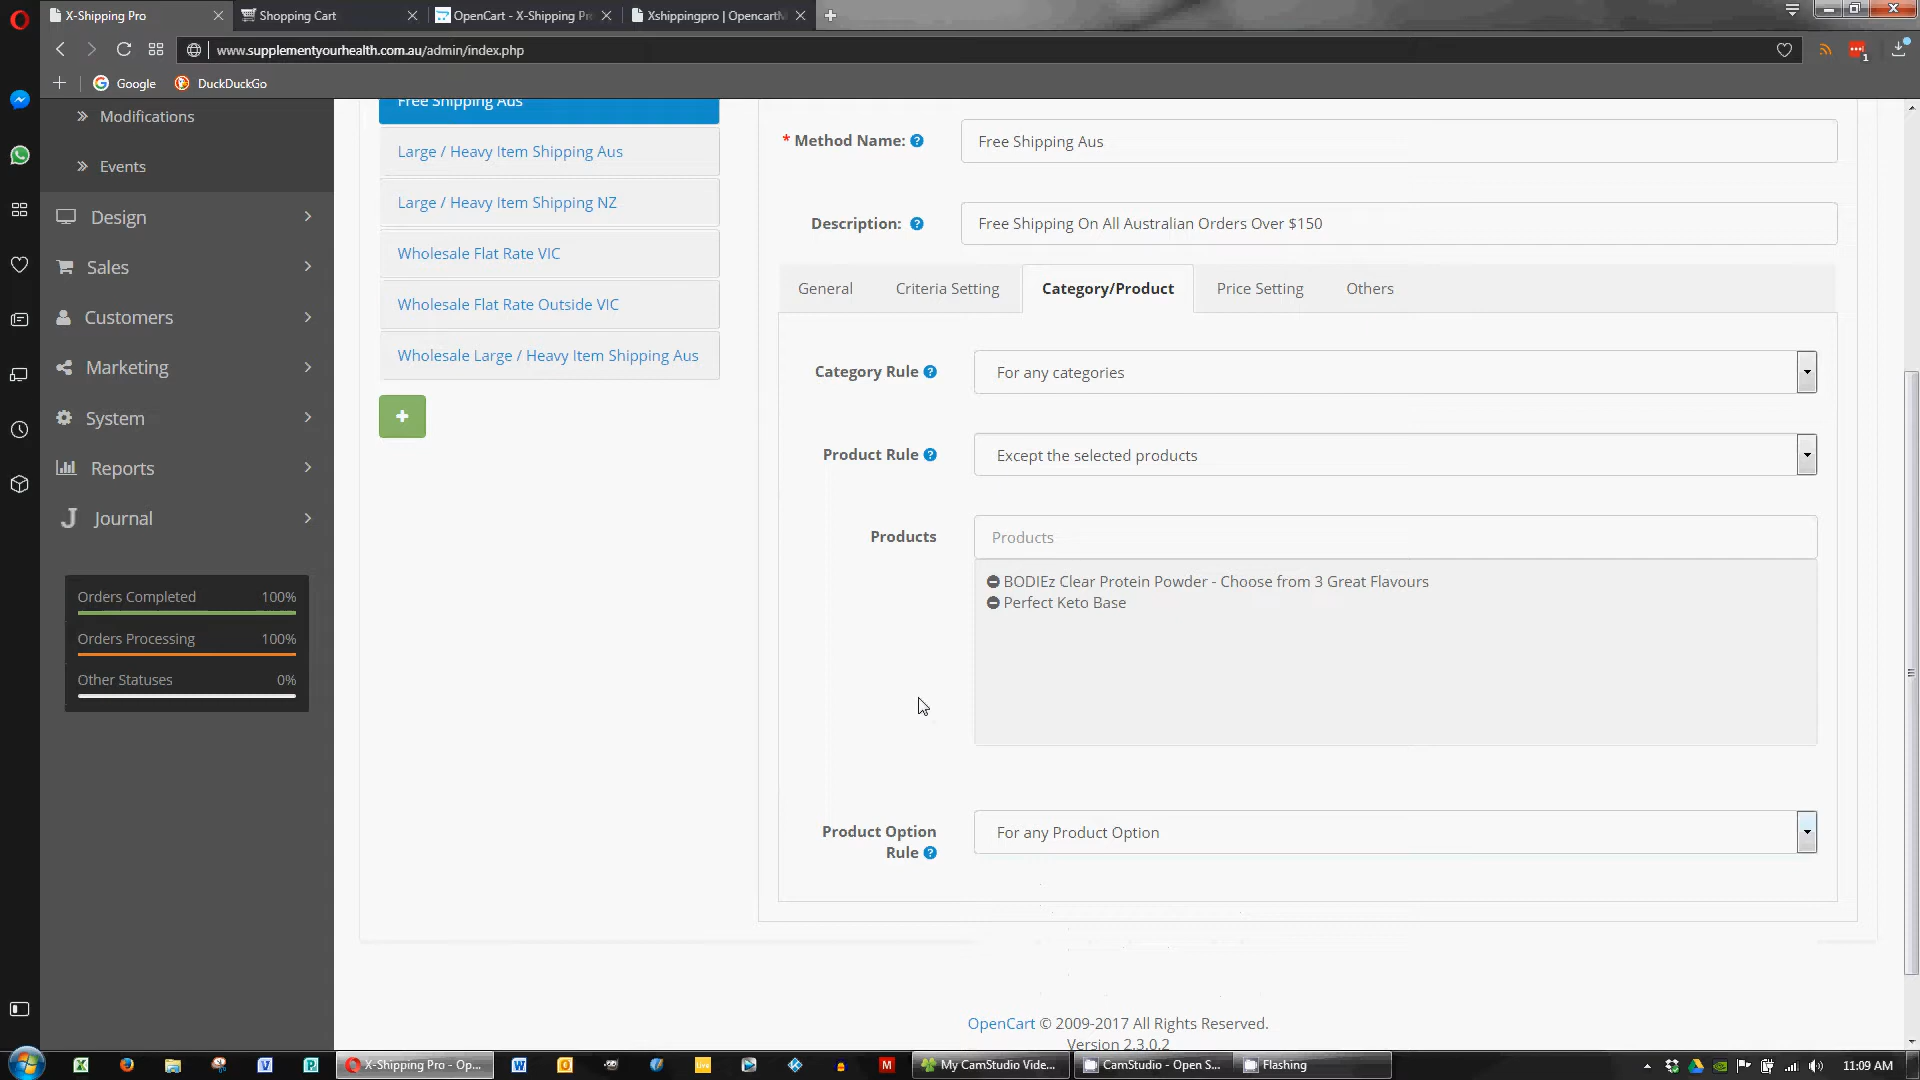 X-Shipping Pro
Shopping Cart
OpenCart - X-Shipping Pr
Xshippingpro | Opencart
www.supplementyourhealth.com.au/admin/index.php
1
Google
DuckDuckGo
Modifications
Events
Design
Sales
Customers
Marketing
System
Reports
Journal
Orders Completed 100%
Orders Processing 100%
Other Statuses 0%
Free Shipping Aus
Large / Heavy Item Shipping Aus
Large / Heavy Item Shipping NZ
Wholesale Flat Rate VIC
Wholesale Flat Rate Outside VIC
Wholesale Large / Heavy Item Shipping Aus
* Method Name: Free Shipping Aus
Description: Free Shipping On All Australian Orders Over $150
General Criteria Setting Category/Product Price Setting Others
Category Rule For any categories
Product Rule Except the selected products
Products Products
BODIEz Clear Protein Powder - Choose from 3 Great Flavours
Perfect Keto Base
Product Option
Rule
For any Product Option
OpenCart © 2009-2017 All Rights Reserved.
Version 2.3.0.2
X-Shipping Pro - Op...
My CamStudio Vide...
CamStudio - Open S...
Flashing
11:09 AM